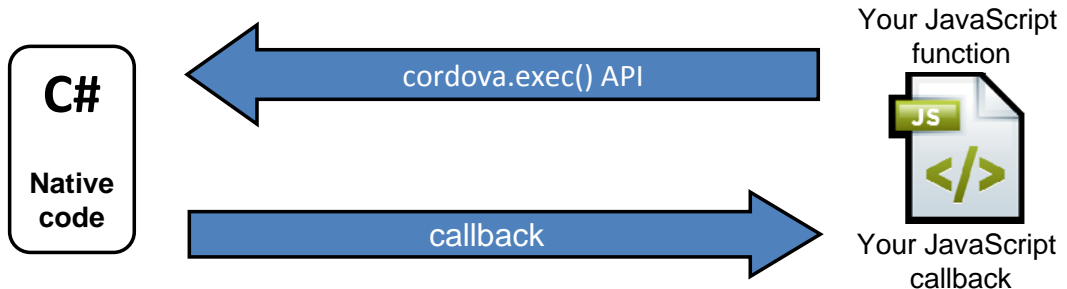 Your JavaScript
function
cordova.exec() API
C#
Native
code
JS
</>
callback
Your JavaScript
callback